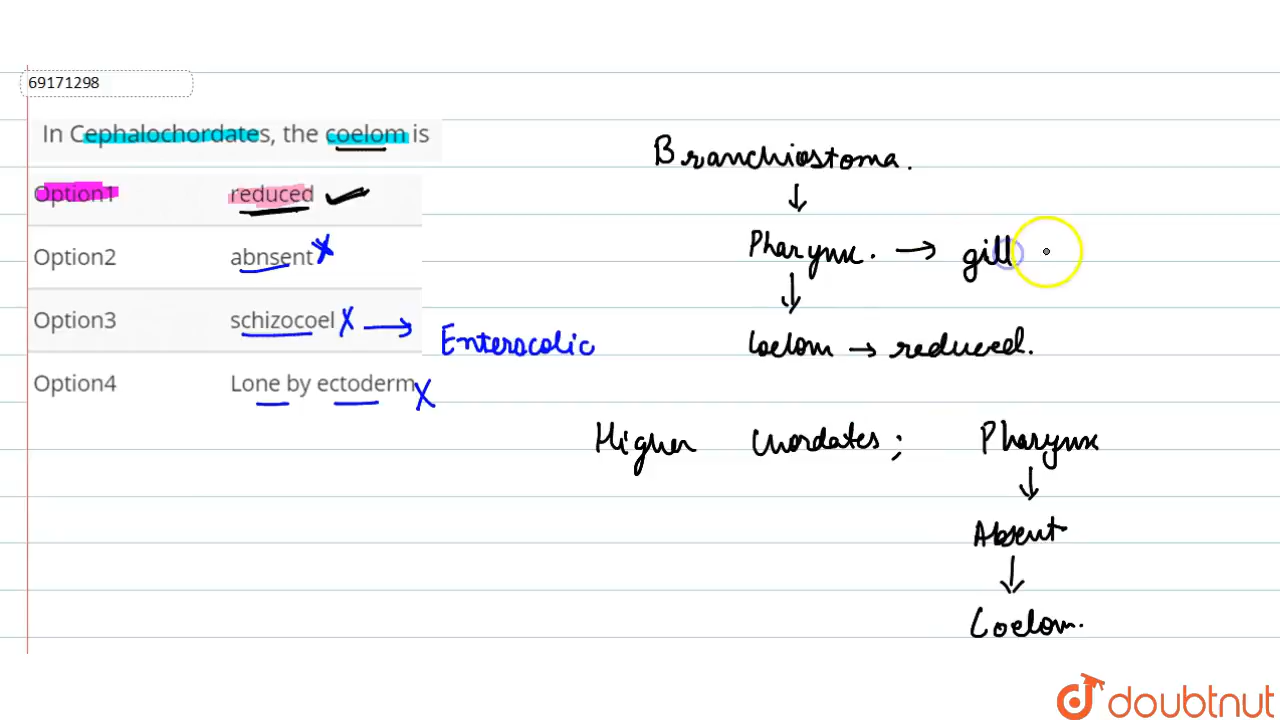 69171298
In Cephalochordates, the coelom is
Option1 reduced
Option2 abnsent
Option3 schizocoel
Option4 Lone by ectoderm
Enterocolic
Branchiostoma.
Pharynx. → gill
Coelom → reduced.
Higher Chordates; Pharynx
Absent
Coelom.
doubtnut